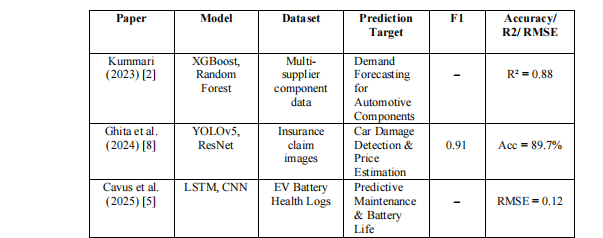 Paper Model Dataset Prediction Target F1 Accuracy/ R2/ RMSE
Kummari (2023) [2] XGBoost, Random Forest Multi-supplier component data Demand Forecasting for Automotive Components – R² = 0.88
Ghita et al. (2024) [8] YOLOv5, ResNet Insurance claim images Car Damage Detection & Price Estimation 0.91 Acc = 89.7%
Cavus et al. (2025) [5] LSTM, CNN EV Battery Health Logs Predictive Maintenance & Battery Life – RMSE = 0.12